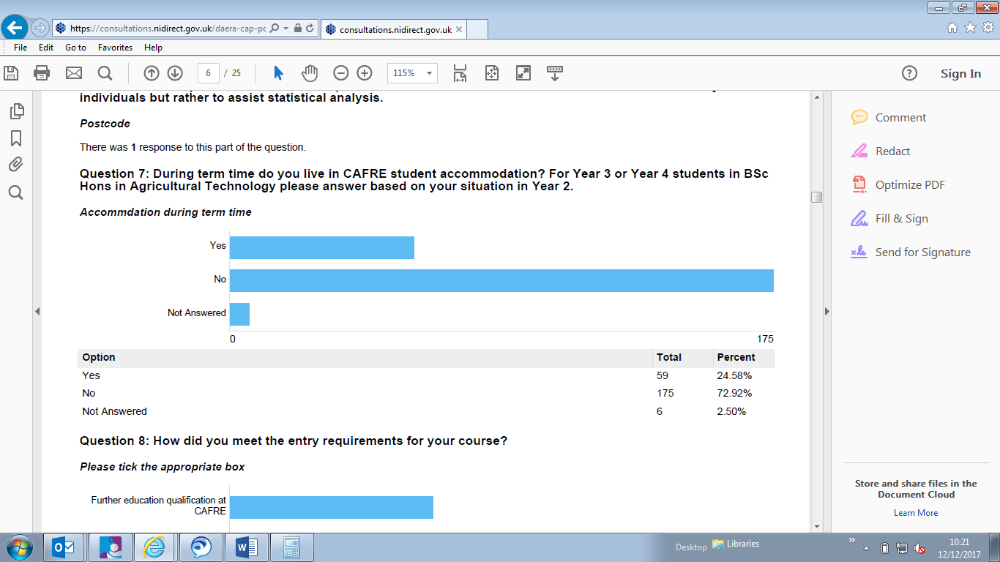 https://consultations.nidirect.gov.uk/daera-cap-pc
consultations.nidirect.gov.uk
File Edit Go to Favorites Help
6 / 25
115%
Sign In
individuals but rather to assist statistical analysis.
Postcode
There was 1 response to this part of the question.
Question 7: During term time do you live in CAFRE student accommodation? For Year 3 or Year 4 students in BSc
Hons in Agricultural Technology please answer based on your situation in Year 2.
Accommdation during term time
Yes
No
Not Answered
0 175
Option Total Percent
Yes 59 24.58%
No 175 72.92%
Not Answered 6 2.50%
Question 8: How did you meet the entry requirements for your course?
Please tick the appropriate box
Further education qualification at
CAFRE
Comment
Redact
Optimize PDF
Fill & Sign
Send for Signature
Store and share files in the
Document Cloud
Learn More
Desktop Libraries
10:21
12/12/2017